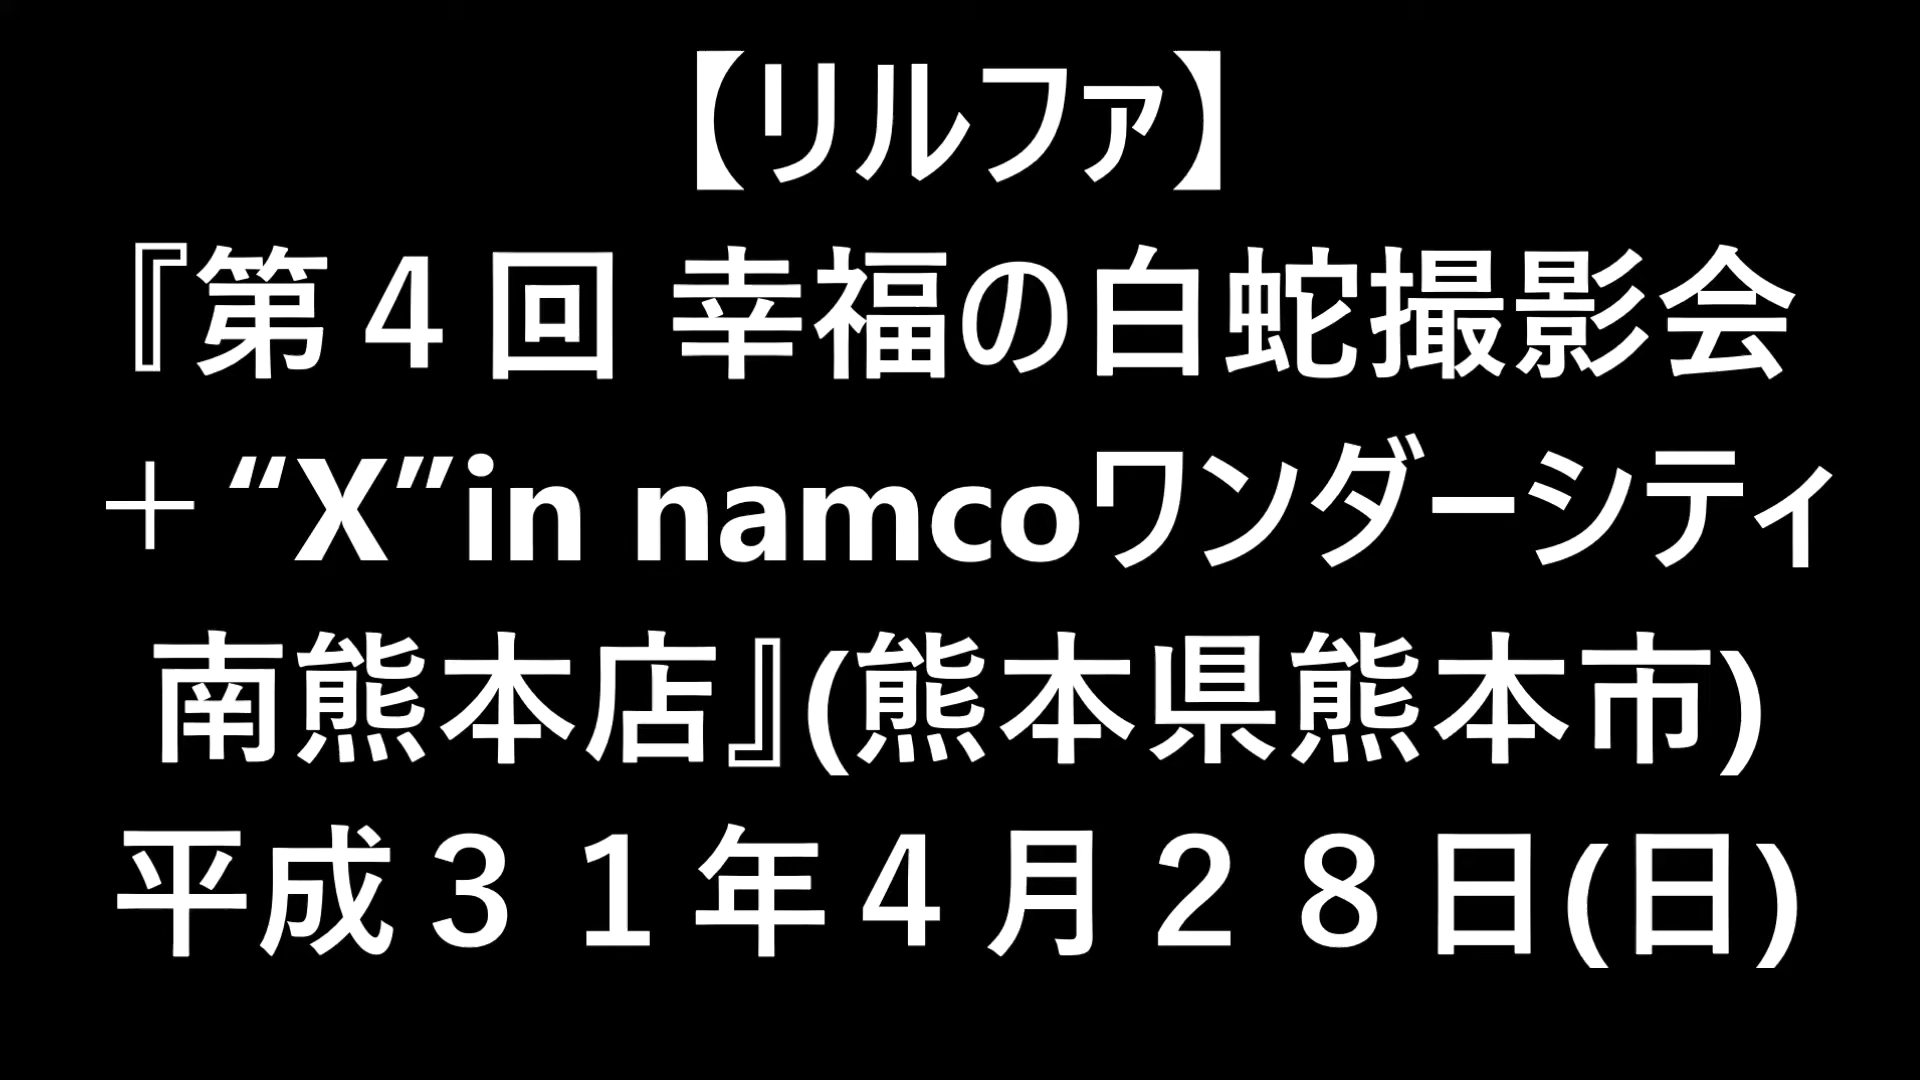 【リルファ】
『第４回 幸福の白蛇撮影会
＋“X”in namcoワンダーシティ
南熊本店』(熊本県熊本市)
平成３１年４月２８日(日)